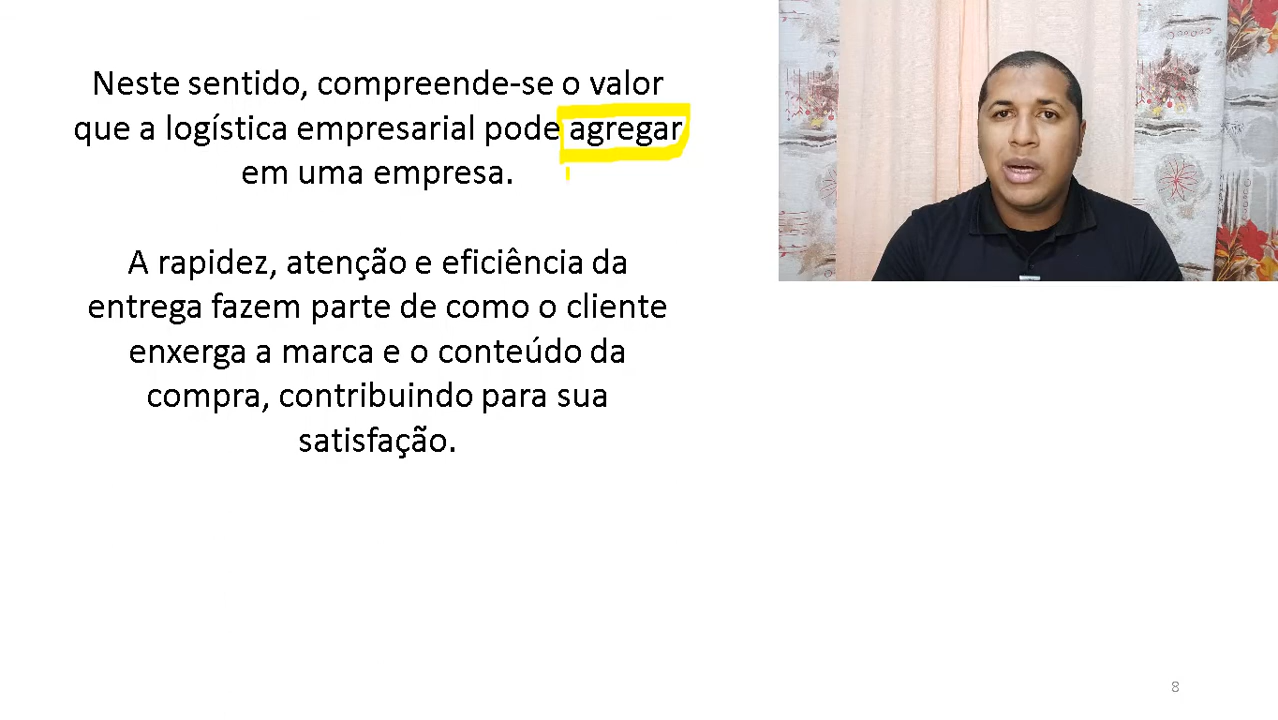 Neste sentido, compreende-se o valor
que a logística empresarial pode agregar
em uma empresa.
A rapidez, atenção e eficiência da
entrega fazem parte de como o cliente
enxerga a marca e o conteúdo da
compra, contribuindo para sua
satisfação.
8